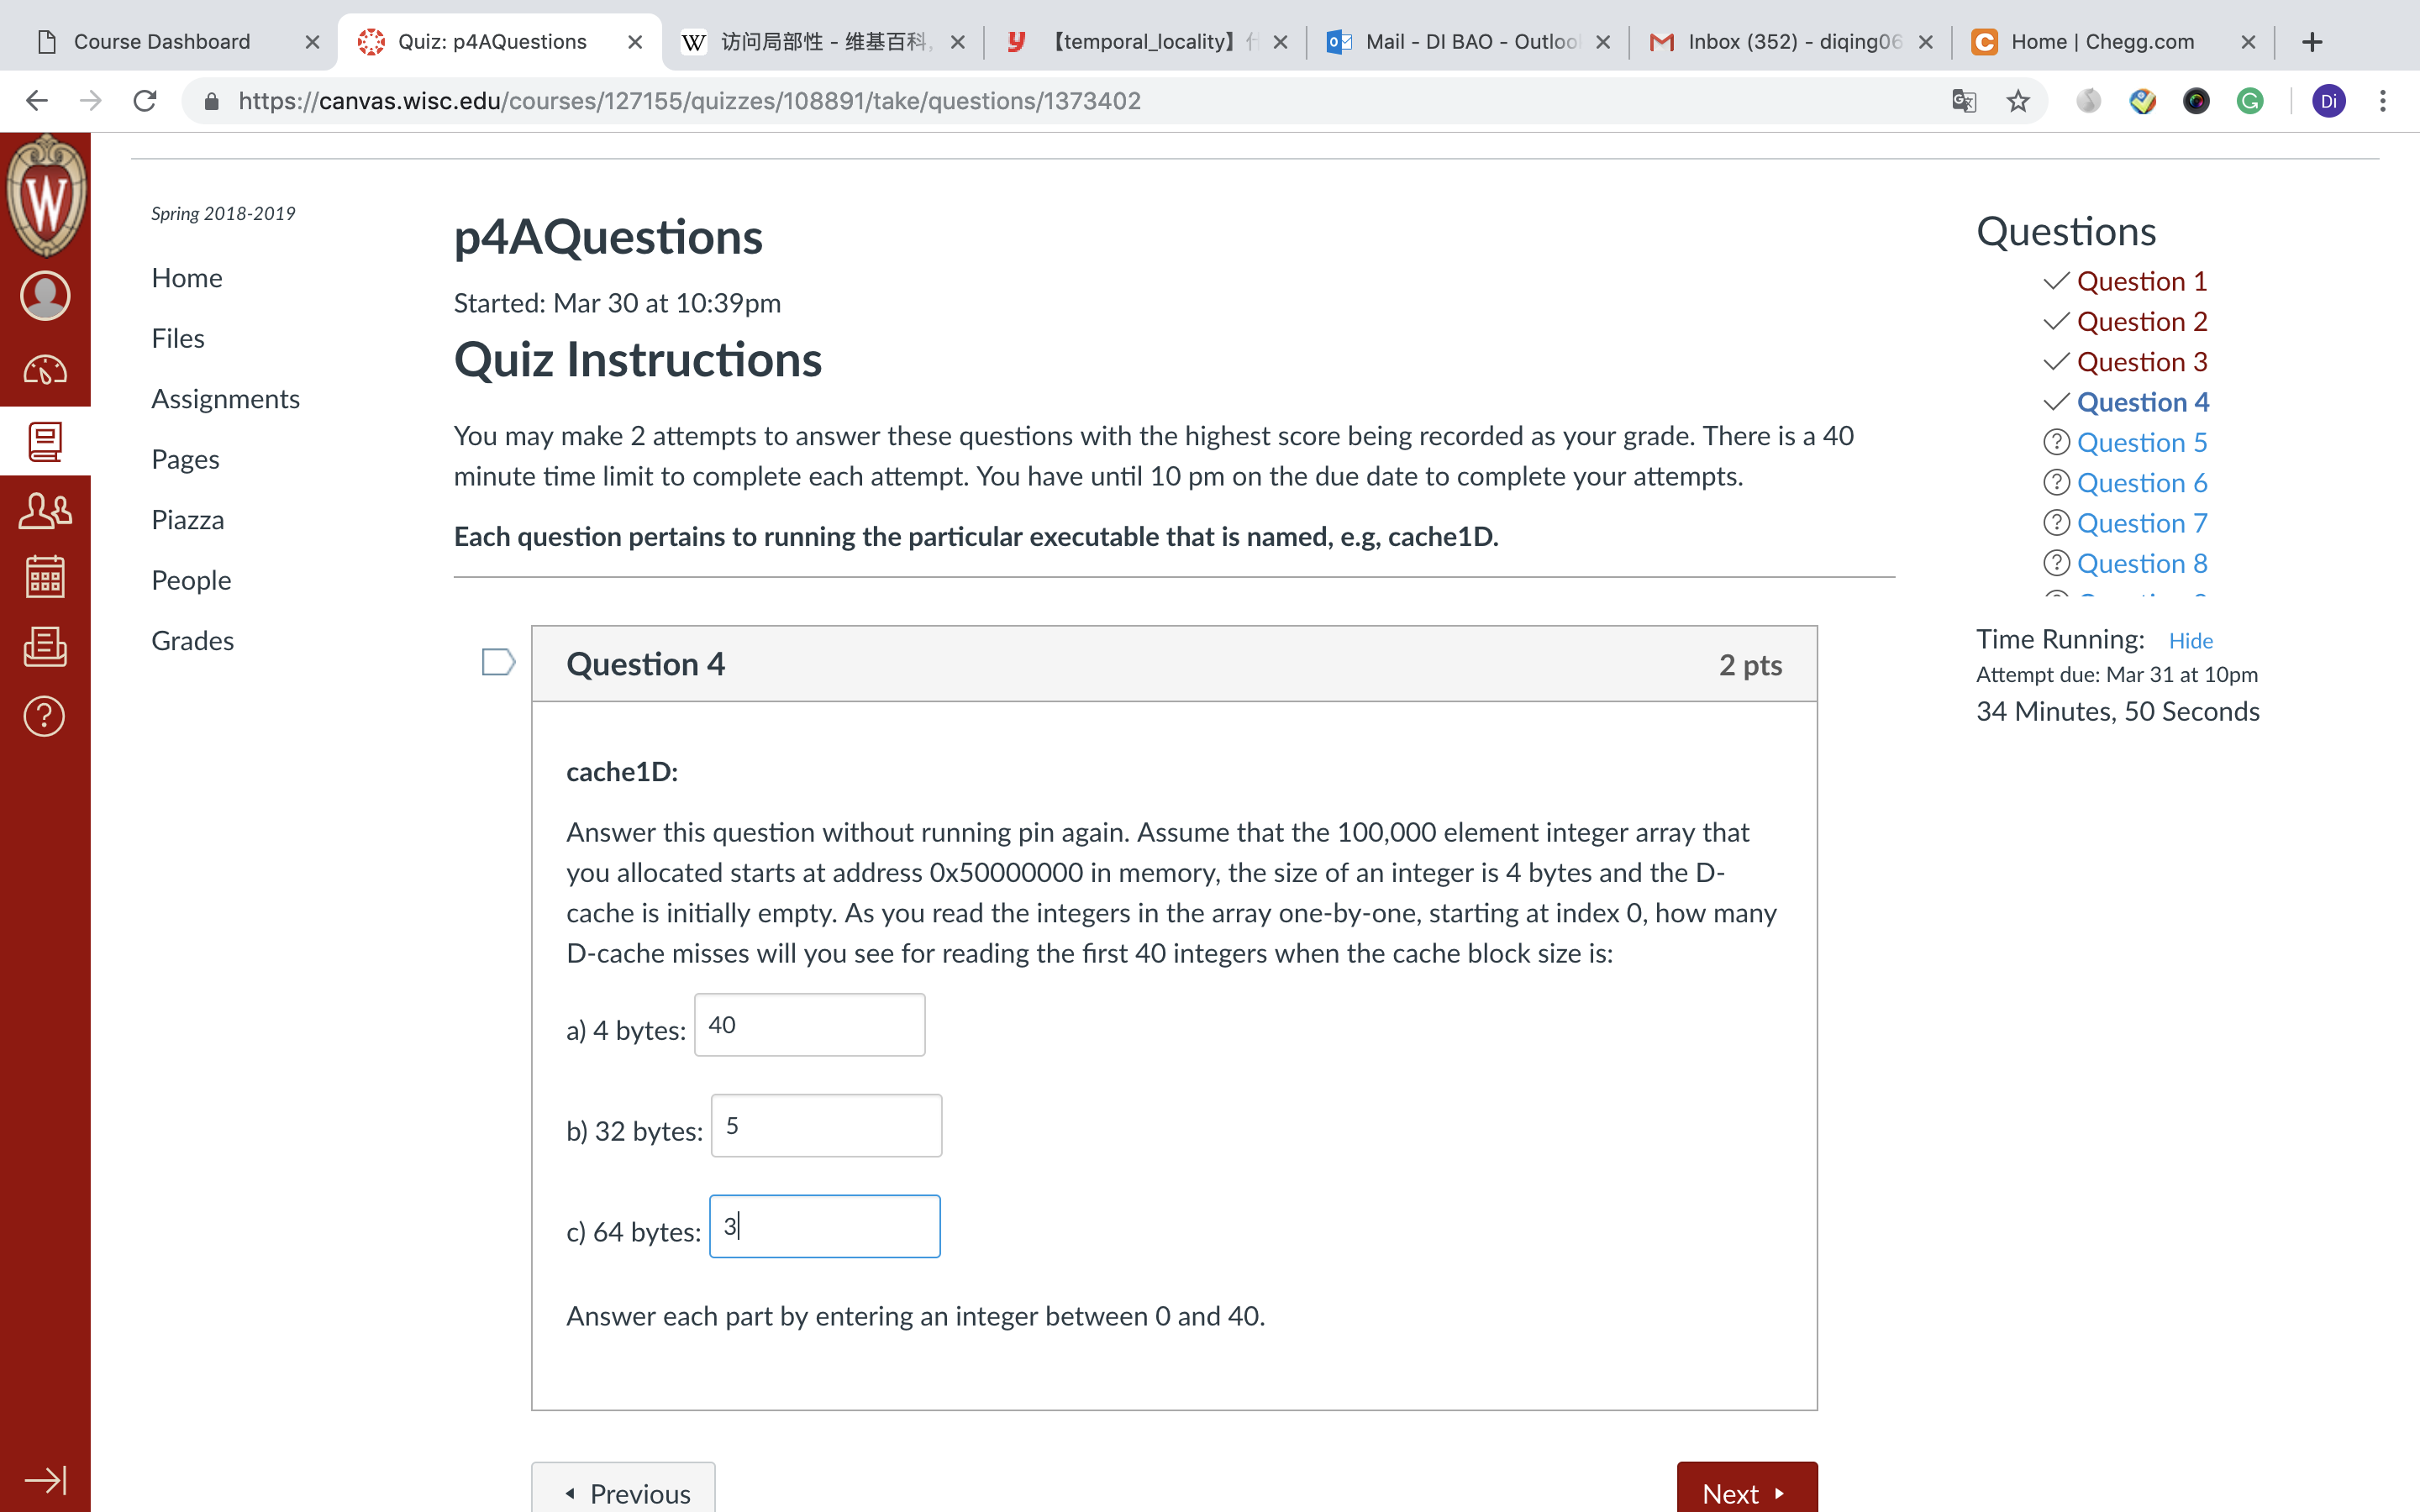 Course Dashboard
Quiz: p4AQuestions
W 访问局部性 - 维基百科,
y 【temporal_locality】
Mail - DI BAO - Outloo
Inbox (352) - diqing06
C Home | Chegg.com
https://canvas.wisc.edu/courses/127155/quizzes/108891/take/questions/1373402
G
Di
W
Spring 2018-2019
Home
Files
Assignments
Pages
Piazza
People
Grades
p4AQuestions
Started: Mar 30 at 10:39pm
Quiz Instructions
You may make 2 attempts to answer these questions with the highest score being recorded as your grade. There is a 40
minute time limit to complete each attempt. You have until 10 pm on the due date to complete your attempts.
Each question pertains to running the particular executable that is named, e.g, cache1D.
Question 4
2 pts
cache1D:
Answer this question without running pin again. Assume that the 100,000 element integer array that
you allocated starts at address 0x50000000 in memory, the size of an integer is 4 bytes and the D-
cache is initially empty. As you read the integers in the array one-by-one, starting at index 0, how many
D-cache misses will you see for reading the first 40 integers when the cache block size is:
a) 4 bytes: 40
b) 32 bytes: 5
c) 64 bytes: 3
Answer each part by entering an integer between 0 and 40.
Previous
Next
Questions
Question 1
Question 2
Question 3
Question 4
Question 5
Question 6
Question 7
Question 8
Time Running: Hide
Attempt due: Mar 31 at 10pm
34 Minutes, 50 Seconds